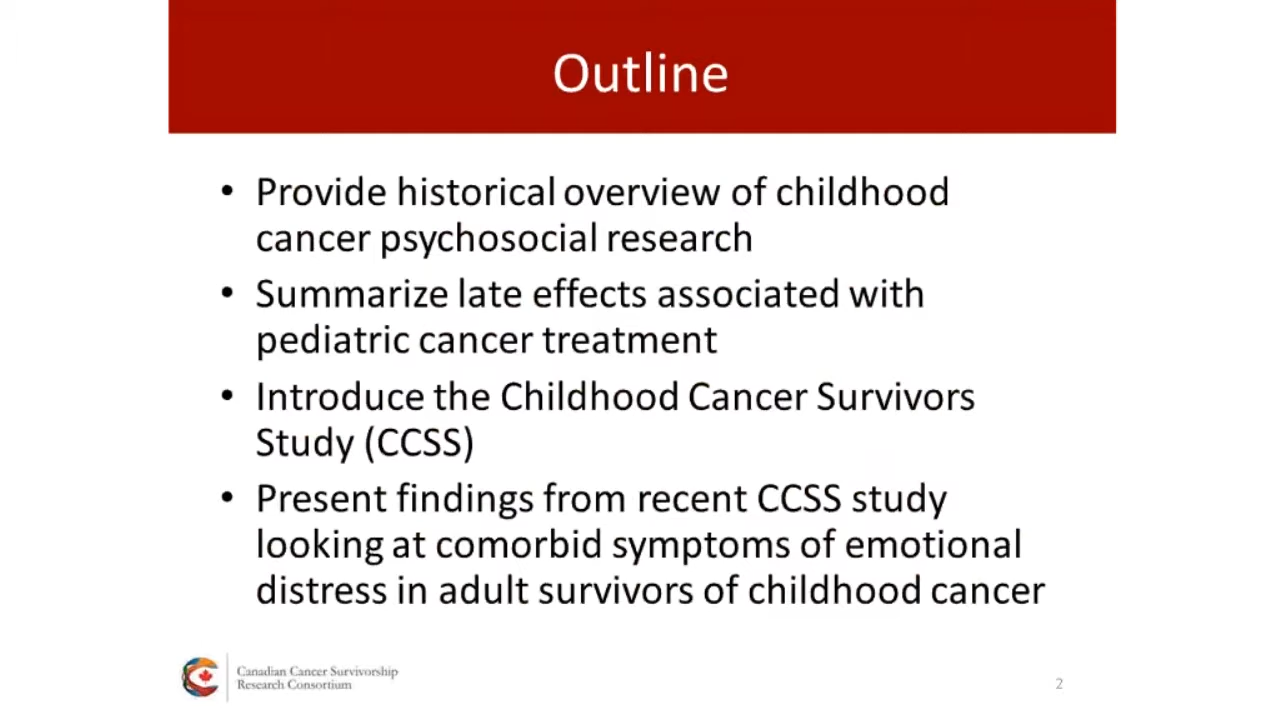 Outline
• Provide historical overview of childhood
cancer psychosocial research
• Summarize late effects associated with
pediatric cancer treatment
• Introduce the Childhood Cancer Survivors
Study (CCSS)
• Present findings from recent CCSS study
looking at comorbid symptoms of emotional
distress in adult survivors of childhood cancer
Canadian Cancer Survivorship
Research Consortium
2